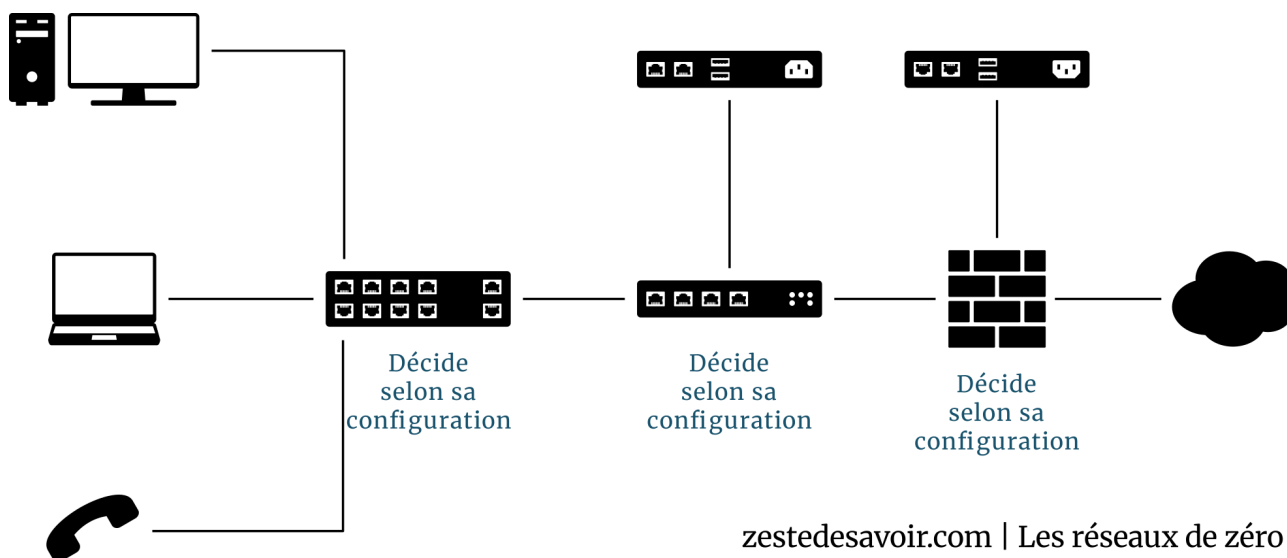 Décide
selon sa
configuration
Décide
selon sa
configuration
Décide
selon sa
configuration
zestedesavoir.com | Les réseaux de zéro